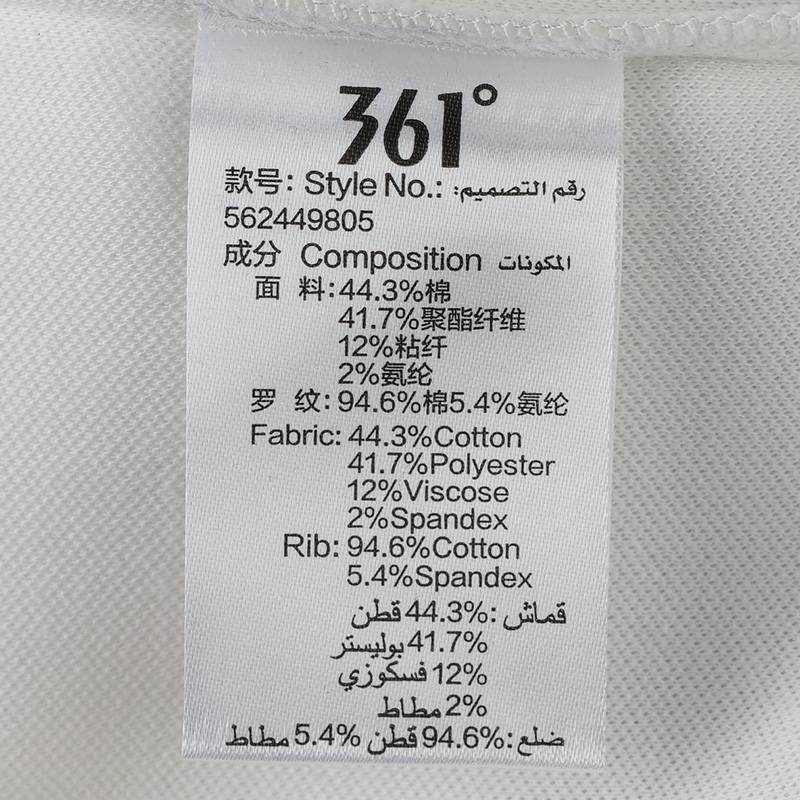 361°
款号: Style No.: رقم التصميم:
562449805
成分 Composition المكونات
面 料:44.3%棉
41.7%聚酯纤维
12%粘纤
2%氨纶
罗 纹:94.6%棉5.4%氨纶
Fabric: 44.3%Cotton
41.7%Polyester
12%Viscose
2%Spandex
Rib: 94.6%Cotton
5.4%Spandex
قماش: 44.3%قطن
41.7%بوليستر
12%فسكوزي
2%مطاط
ضلع: 94.6%قطن 5.4%مطاط